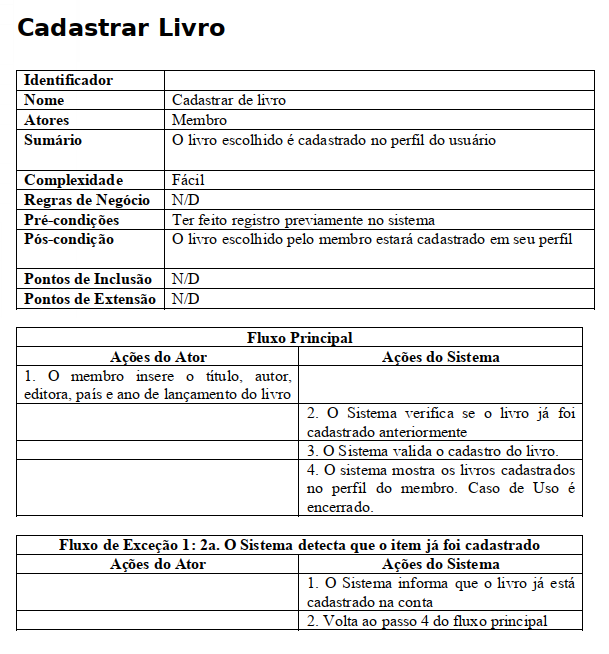 Cadastrar Livro
Identificador
Nome Cadastrar de livro
Atores Membro
Sumário O livro escolhido é cadastrado no perfil do usuário
Complexidade Fácil
Regras de Negócio N/D
Pré-condições Ter feito registro previamente no sistema
Pós-condição O livro escolhido pelo membro estará cadastrado em seu perfil
Pontos de Inclusão N/D
Pontos de Extensão N/D
Fluxo Principal
Ações do Ator Ações do Sistema
1. O membro insere o título, autor,
editora, país e ano de lançamento do livro
2. O Sistema verifica se o livro já foi
cadastrado anteriormente
3. O Sistema valida o cadastro do livro.
4. O sistema mostra os livros cadastrados
no perfil do membro. Caso de Uso é
encerrado.
Fluxo de Exceção 1: 2a. O Sistema detecta que o item já foi cadastrado
Ações do Ator Ações do Sistema
1. O Sistema informa que o livro já está
cadastrado na conta
2. Volta ao passo 4 do fluxo principal